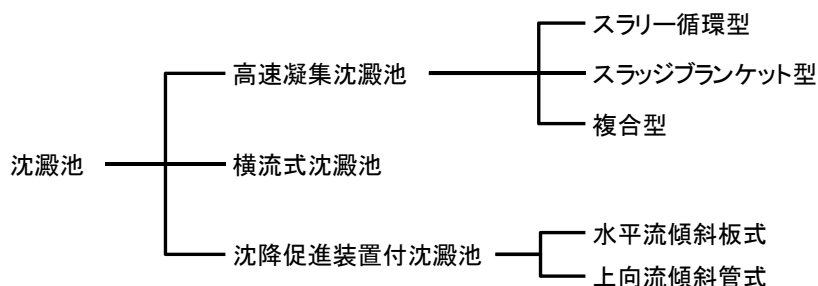 スラリー循環型
高速凝集沈澱池
スラッジブランケット型
複合型
沈澱池
横流式沈澱池
沈降促進装置付沈澱池
水平流傾斜板式
上向流傾斜管式